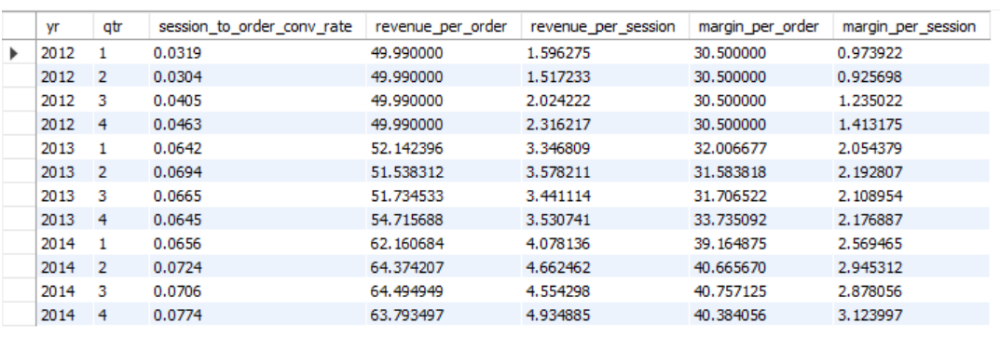 yr qtr session_to_order_conv_rate revenue_per_order revenue_per_session margin_per_order margin_per_session
2012 1 0.0319 49.990000 1.596275 30.500000 0.973922
2012 2 0.0304 49.990000 1.517233 30.500000 0.925698
2012 3 0.0405 49.990000 2.024222 30.500000 1.235022
2012 4 0.0463 49.990000 2.316217 30.500000 1.413175
2013 1 0.0642 52.142396 3.346809 32.006677 2.054379
2013 2 0.0694 51.538312 3.578211 31.583818 2.192807
2013 3 0.0665 51.734533 3.441114 31.706522 2.108954
2013 4 0.0645 54.715688 3.530741 33.735092 2.176887
2014 1 0.0656 62.160684 4.078136 39.164875 2.569465
2014 2 0.0724 64.374207 4.662462 40.665670 2.945312
2014 3 0.0706 64.494949 4.554298 40.757125 2.878056
2014 4 0.0774 63.793497 4.934885 40.384056 3.123997